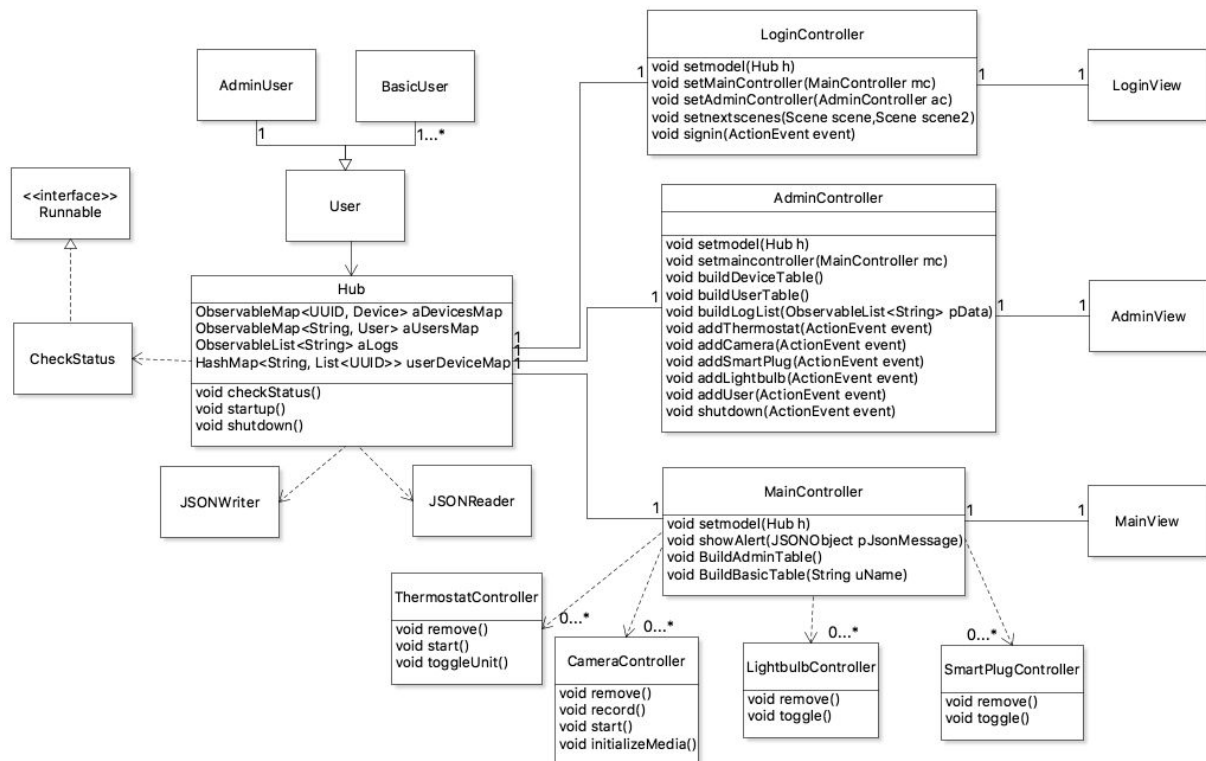 AdminUser
BasicUser
1
1...*
User
<<interface>>
Runnable
CheckStatus
Hub
ObservableMap<UUID, Device> aDevicesMap
ObservableMap<String, User> aUsersMap
ObservableList<String> aLogs
HashMap<String, List<UUID>> userDeviceMap
void checkStatus()
void startup()
void shutdown()
1
1
1
JSONWriter
JSONReader
1
LoginController
void setmodel(Hub h)
void setMainController(MainController mc)
void setAdminController(AdminController ac)
void setnextscenes(Scene scene,Scene scene2)
void signin(ActionEvent event)
1
1
LoginView
1
AdminController
void setmodel(Hub h)
void setmaincontroller(MainController mc)
void buildDeviceTable()
void buildUserTable()
void buildLogList(ObservableList<String> pData)
void addThermostat(ActionEvent event)
void addCamera(ActionEvent event)
void addSmartPlug(ActionEvent event)
void addLightbulb(ActionEvent event)
void addUser(ActionEvent event)
void shutdown(ActionEvent event)
1
1
AdminView
1
MainController
void setmodel(Hub h)
void showAlert(JSONObject pJsonMessage)
void BuildAdminTable()
void BuildBasicTable(String uName)
1
1
MainView
ThermostatController
void remove()
void start()
void toggleUnit()
0...*
CameraController
void remove()
void record()
void start()
void initializeMedia()
0...*
LightbulbController
void remove()
void toggle()
0...*
SmartPlugController
void remove()
void toggle()
0...*